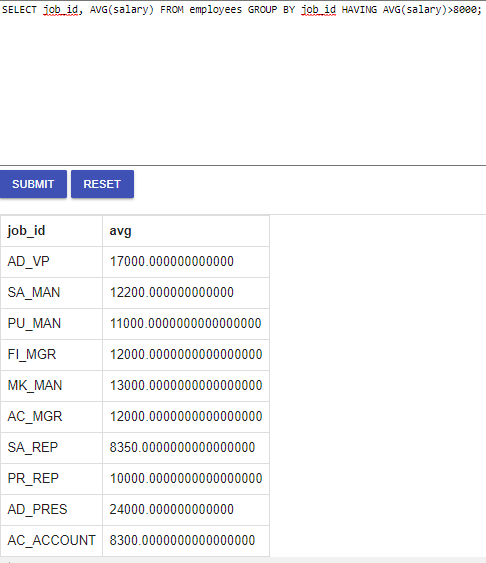 SELECT job_id, AVG(salary) FROM employees GROUP BY job_id HAVING AVG(salary)>8000;
SUBMIT RESET
job_id avg
AD_VP 17000.000000000000
SA_MAN 12200.000000000000
PU_MAN 11000.0000000000000000
FI_MGR 12000.0000000000000000
MK_MAN 13000.0000000000000000
AC_MGR 12000.0000000000000000
SA_REP 8350.0000000000000000
PR_REP 10000.0000000000000000
AD_PRES 24000.000000000000
AC_ACCOUNT 8300.0000000000000000